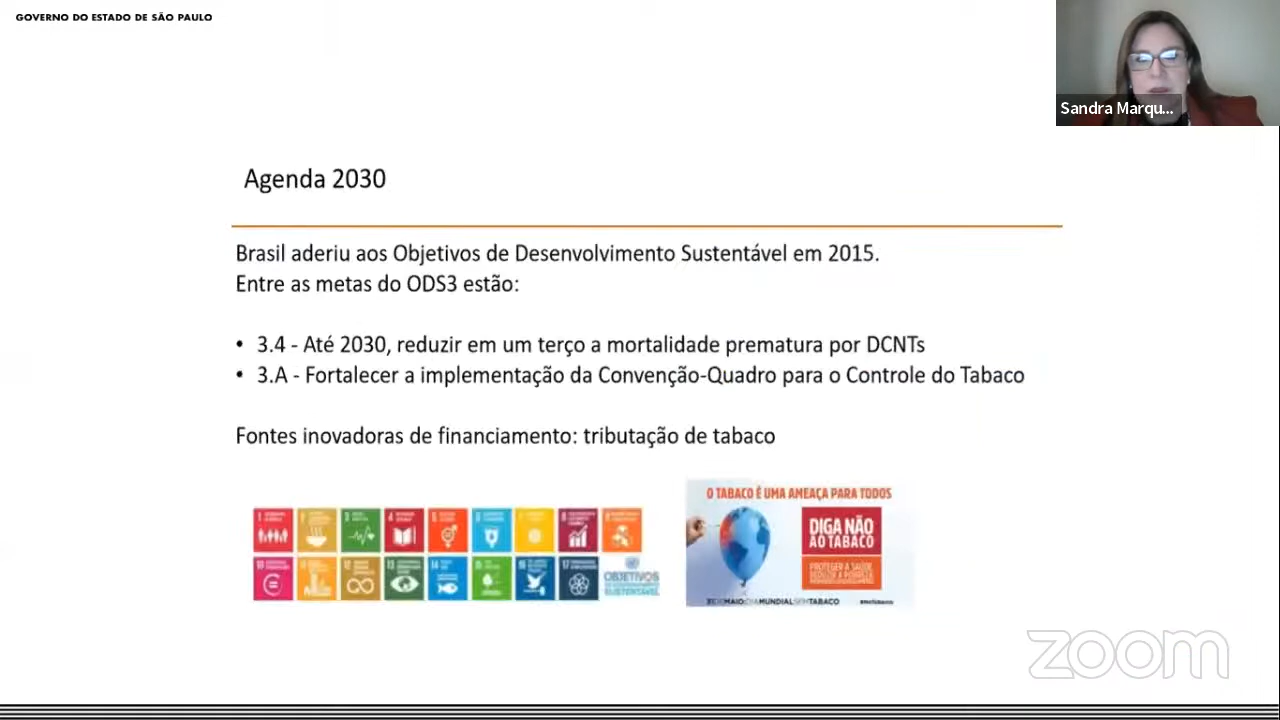 GOVERNO DO ESTADO DE SÃO PAULO
Sandra Marqu...
Agenda 2030
Brasil aderiu aos Objetivos de Desenvolvimento Sustentável em 2015.
Entre as metas do ODS3 estão:
• 3.4 - Até 2030, reduzir em um terço a mortalidade prematura por DCNTs
• 3.A - Fortalecer a implementação da Convenção-Quadro para o Controle do Tabaco
Fontes inovadoras de financiamento: tributação de tabaco
O TABACO É UMA AMEAÇA PARA TODOS
DIGA NÃO
AO TABACO
PROTEGER A SAÚDE,
REDUZIR A POBREZA
31 DE MAIO: DIA MUNDIAL SEM TABACO
OBJETIVOS
SUSTENTÁVEL
zoom